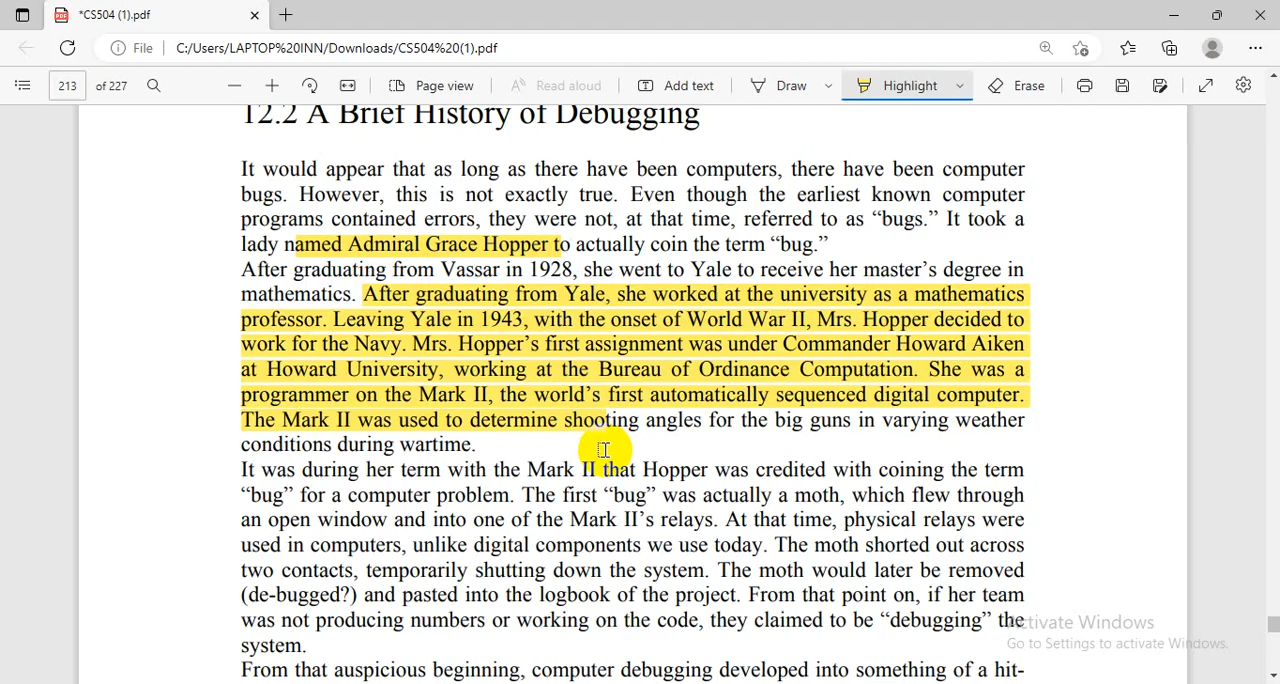 *CS504 (1).pdf
File
C:/Users/LAPTOP%20INN/Downloads/CS504%20(1).pdf
213 of 227
Page view
Read aloud
Add text
Draw
Highlight
Erase
12.2 A Brief History of Debugging
It would appear that as long as there have been computers, there have been computer
bugs. However, this is not exactly true. Even though the earliest known computer
programs contained errors, they were not, at that time, referred to as “bugs.” It took a
lady named Admiral Grace Hopper to actually coin the term “bug.”
After graduating from Vassar in 1928, she went to Yale to receive her master’s degree in
mathematics. After graduating from Yale, she worked at the university as a mathematics
professor. Leaving Yale in 1943, with the onset of World War II, Mrs. Hopper decided to
work for the Navy. Mrs. Hopper’s first assignment was under Commander Howard Aiken
at Howard University, working at the Bureau of Ordinance Computation. She was a
programmer on the Mark II, the world’s first automatically sequenced digital computer.
The Mark II was used to determine shooting angles for the big guns in varying weather
conditions during wartime.
It was during her term with the Mark II that Hopper was credited with coining the term
“bug” for a computer problem. The first “bug” was actually a moth, which flew through
an open window and into one of the Mark II’s relays. At that time, physical relays were
used in computers, unlike digital components we use today. The moth shorted out across
two contacts, temporarily shutting down the system. The moth would later be removed
(de-bugged?) and pasted into the logbook of the project. From that point on, if her team
was not producing numbers or working on the code, they claimed to be “debugging” the
system.
From that auspicious beginning, computer debugging developed into something of a hit-
Activate Windows
Go to Settings to activate Windows.